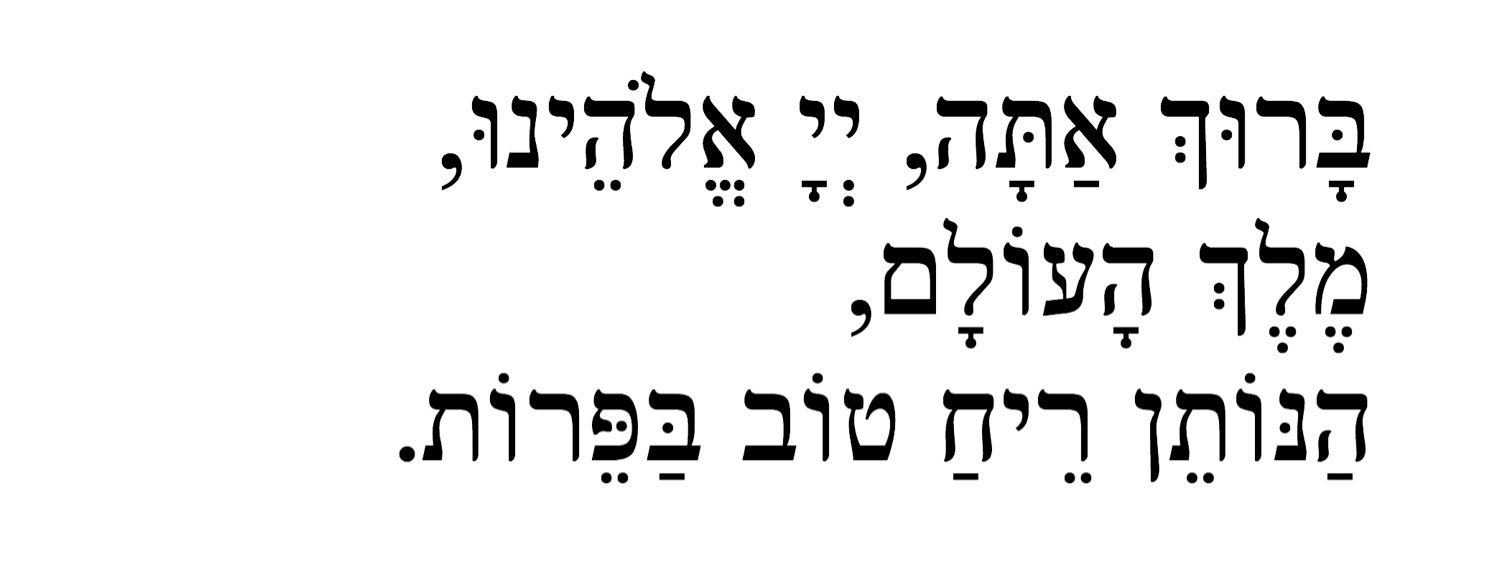 בָּרוּךְ אַתָּה, יְיָ אֱלֹהֵינוּ,
מֶלֶךְ הָעוֹלָם,
הַנּוֹתֵן רֵיחַ טוֹב בַּפֵּרוֹת.